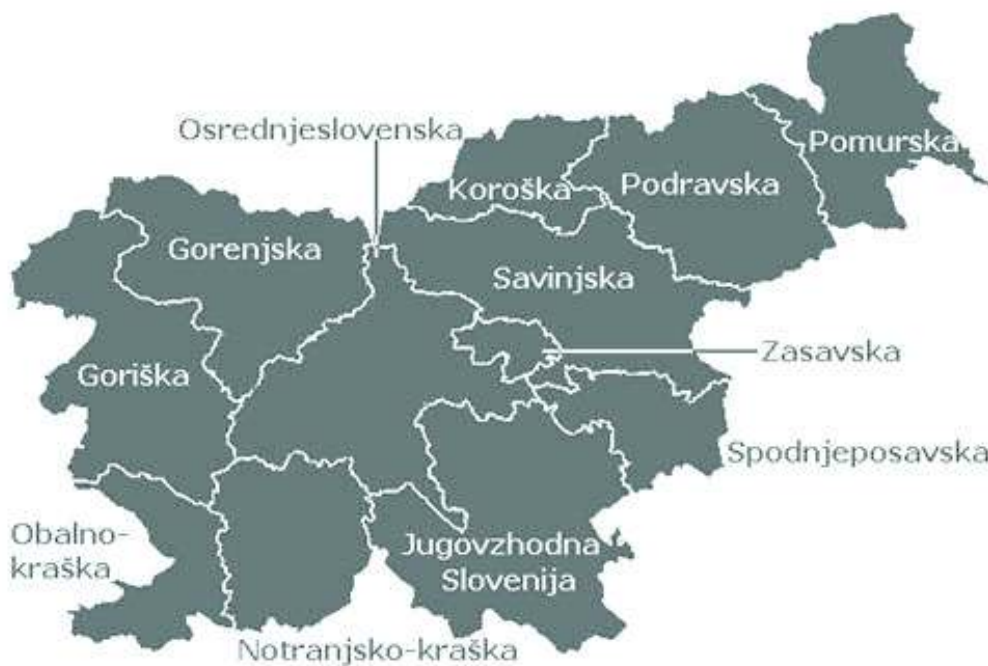 Osrednjeslovenska
Pomurska
Koroška
Podravska
Gorenjska
Savinjska
Zasavska
Goriška
Spodnjeposavska
Obalno-
kraška
Jugovzhodna
Slovenija
Notranjsko-kraška